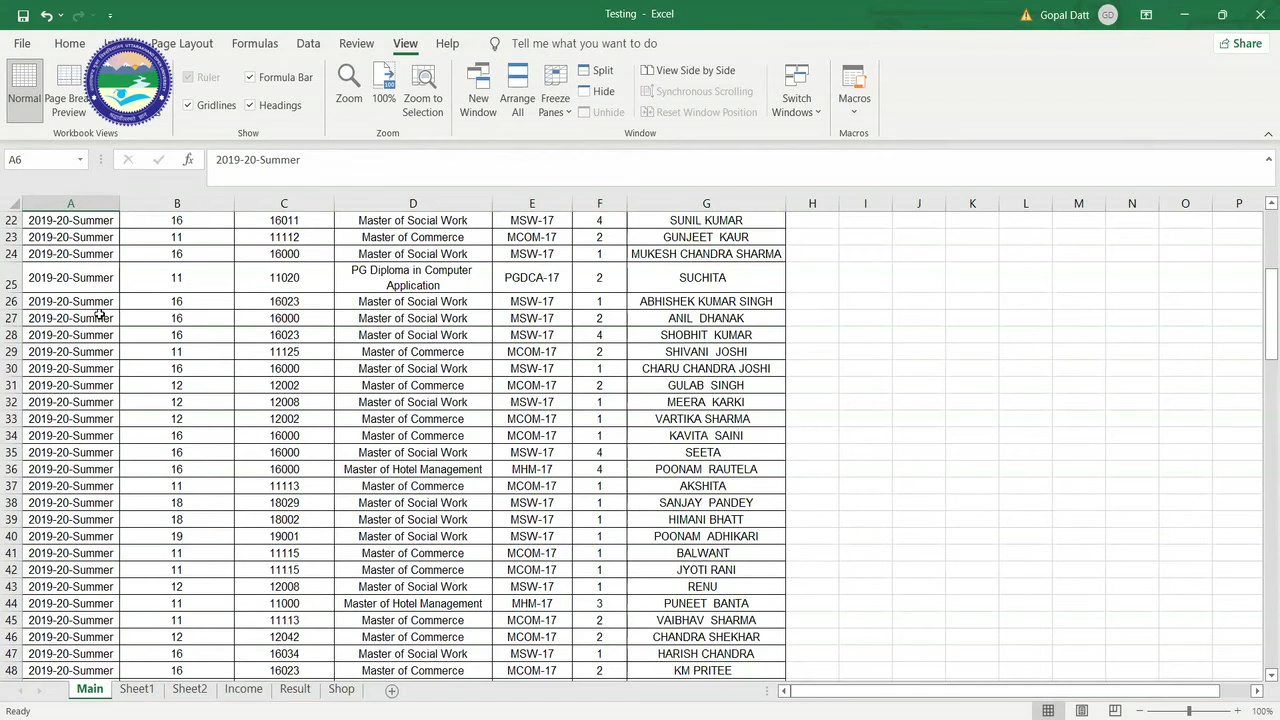 Testing - Excel
Gopal Datt GD
File Home Page Layout Formulas Data Review View Help Tell me what you want to do Share
Normal
Page Break Preview
Ruler Formula Bar
Gridlines Headings
Zoom 100% Zoom to Selection
New Window Arrange All Freeze Panes
Split View Side by Side
Hide Synchronous Scrolling
Unhide Reset Window Position
Switch Windows Macros
Workbook Views Show Zoom Window Macros
A6 fx 2019-20-Summer
A B C D E F G H I J K L M N O P
22 2019-20-Summer 16 16011 Master of Social Work MSW-17 4 SUNIL KUMAR
23 2019-20-Summer 11 11112 Master of Commerce MCOM-17 2 GUNJEET KAUR
24 2019-20-Summer 16 16000 Master of Social Work MSW-17 1 MUKESH CHANDRA SHARMA
25 2019-20-Summer 11 11020 PG Diploma in Computer Application PGDCA-17 2 SUCHITA
26 2019-20-Summer 16 16023 Master of Social Work MSW-17 1 ABHISHEK KUMAR SINGH
27 2019-20-Summer 16 16000 Master of Social Work MSW-17 2 ANIL DHANAK
28 2019-20-Summer 16 16023 Master of Social Work MSW-17 4 SHOBHIT KUMAR
29 2019-20-Summer 11 11125 Master of Commerce MCOM-17 2 SHIVANI JOSHI
30 2019-20-Summer 16 16000 Master of Social Work MSW-17 1 CHARU CHANDRA JOSHI
31 2019-20-Summer 12 12002 Master of Commerce MCOM-17 2 GULAB SINGH
32 2019-20-Summer 12 12008 Master of Social Work MSW-17 1 MEERA KARKI
33 2019-20-Summer 12 12002 Master of Commerce MCOM-17 1 VARTIKA SHARMA
34 2019-20-Summer 16 16000 Master of Commerce MCOM-17 1 KAVITA SAINI
35 2019-20-Summer 16 16000 Master of Social Work MSW-17 4 SEETA
36 2019-20-Summer 16 16000 Master of Hotel Management MHM-17 4 POONAM RAUTELA
37 2019-20-Summer 11 11113 Master of Commerce MCOM-17 1 AKSHITA
38 2019-20-Summer 18 18029 Master of Social Work MSW-17 1 SANJAY PANDEY
39 2019-20-Summer 18 18002 Master of Social Work MSW-17 1 HIMANI BHATT
40 2019-20-Summer 19 19001 Master of Social Work MSW-17 1 POONAM ADHIKARI
41 2019-20-Summer 11 11115 Master of Commerce MCOM-17 1 BALWANT
42 2019-20-Summer 11 11115 Master of Commerce MCOM-17 1 JYOTI RANI
43 2019-20-Summer 12 12008 Master of Social Work MSW-17 1 RENU
44 2019-20-Summer 11 11000 Master of Hotel Management MHM-17 3 PUNEET BANTA
45 2019-20-Summer 11 11113 Master of Commerce MCOM-17 2 VAIBHAV SHARMA
46 2019-20-Summer 12 12042 Master of Commerce MCOM-17 2 CHANDRA SHEKHAR
47 2019-20-Summer 16 16034 Master of Social Work MSW-17 1 HARISH CHANDRA
48 2019-20-Summer 16 16023 Master of Commerce MCOM-17 2 KM PRITEE
Main Sheet1 Sheet2 Income Result Shop
Ready 100%